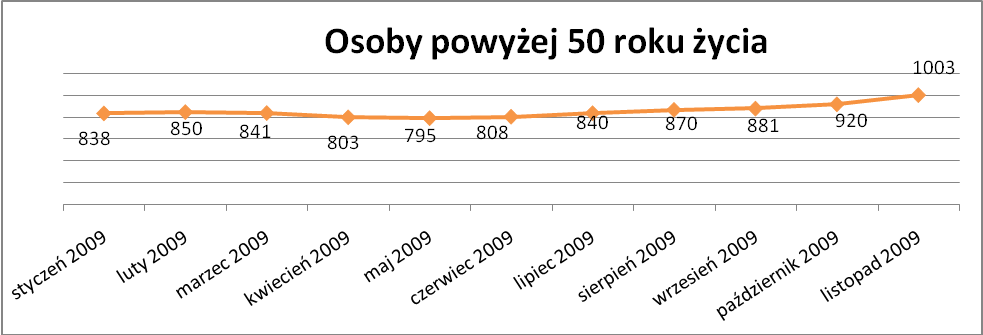 Osoby powyżej 50 roku życia
838
850
841
803
795
808
840
870
881
920
1003
styczeń 2009
luty 2009
marzec 2009
kwiecień 2009
maj 2009
czerwiec 2009
lipiec 2009
sierpień 2009
wrzesień 2009
październik 2009
listopad 2009